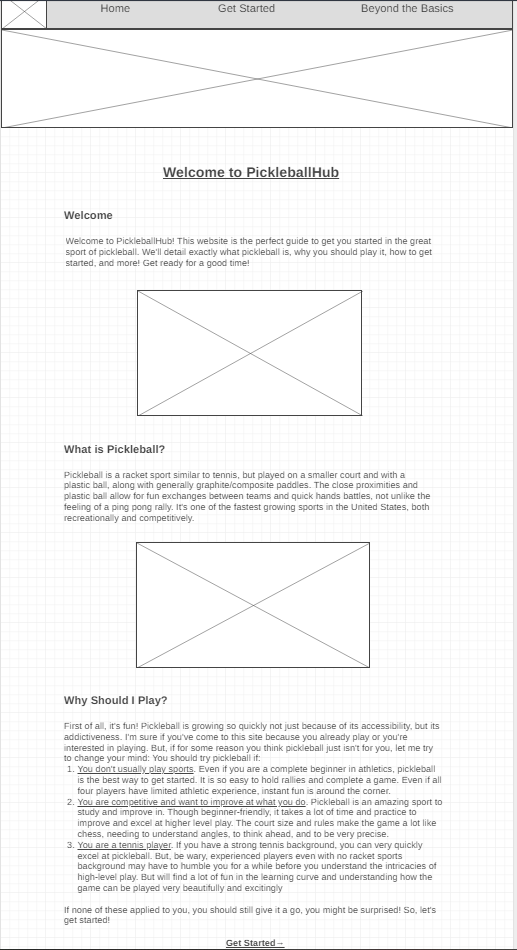 Home Get Started Beyond the Basics
Welcome to PickleballHub
Welcome
Welcome to PickleballHub! This website is the perfect guide to get you started in the great
sport of pickleball. We'll detail exactly what pickleball is, why you should play it, how to get
started, and more! Get ready for a good time!
What is Pickleball?
Pickleball is a racket sport similar to tennis, but played on a smaller court and with a
plastic ball, along with generally graphite/composite paddles. The close proximities and
plastic ball allow for fun exchanges between teams and quick hands battles, not unlike the
feeling of a ping pong rally. It's one of the fastest growing sports in the United States, both
recreationally and competitively.
Why Should I Play?
First of all, it's fun! Pickleball is growing so quickly not just because of its accessibility, but its
addictiveness. I'm sure if you've come to this site because you already play or you're
interested in playing. But, if for some reason you think pickleball just isn't for you, let me try
to change your mind: You should try pickleball if:
1. You don't usually play sports. Even if you are a complete beginner in athletics, pickleball
is the best way to get started. It is so easy to hold rallies and complete a game. Even if all
four players have limited athletic experience, instant fun is around the corner.
2. You are competitive and want to improve at what you do. Pickleball is an amazing sport to
study and improve in. Though beginner-friendly, it takes a lot of time and practice to
improve and excel at higher level play. The court size and rules make the game a lot like
chess, needing to understand angles, to think ahead, and to be very precise.
3. You are a tennis player. If you have a strong tennis background, you can very quickly
excel at pickleball. But, be wary, experienced players even with no racket sports
background may have to humble you for a while before you understand the intricacies of
high-level play. But will find a lot of fun in the learning curve and understanding how the
game can be played very beautifully and excitingly
If none of these applied to you, you should still give it a go, you might be surprised! So, let's
get started!
Get Started→